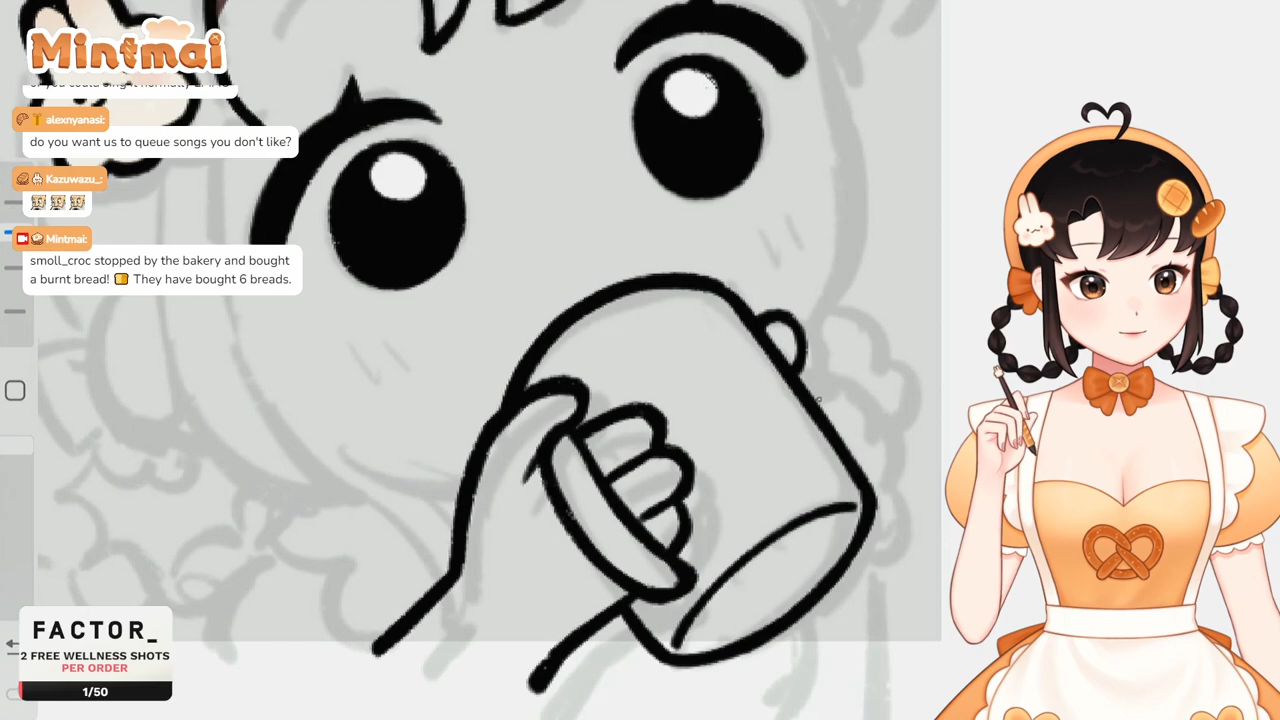 Mintmai
alexnyanasi:
do you want us to queue songs you don't like?
Kazuwazu_:
Mintmai:
smoll_croc stopped by the bakery and bought
a burnt bread! They have bought 6 breads.
FACTOR_
2 FREE WELLNESS SHOTS
PER ORDER
1/50